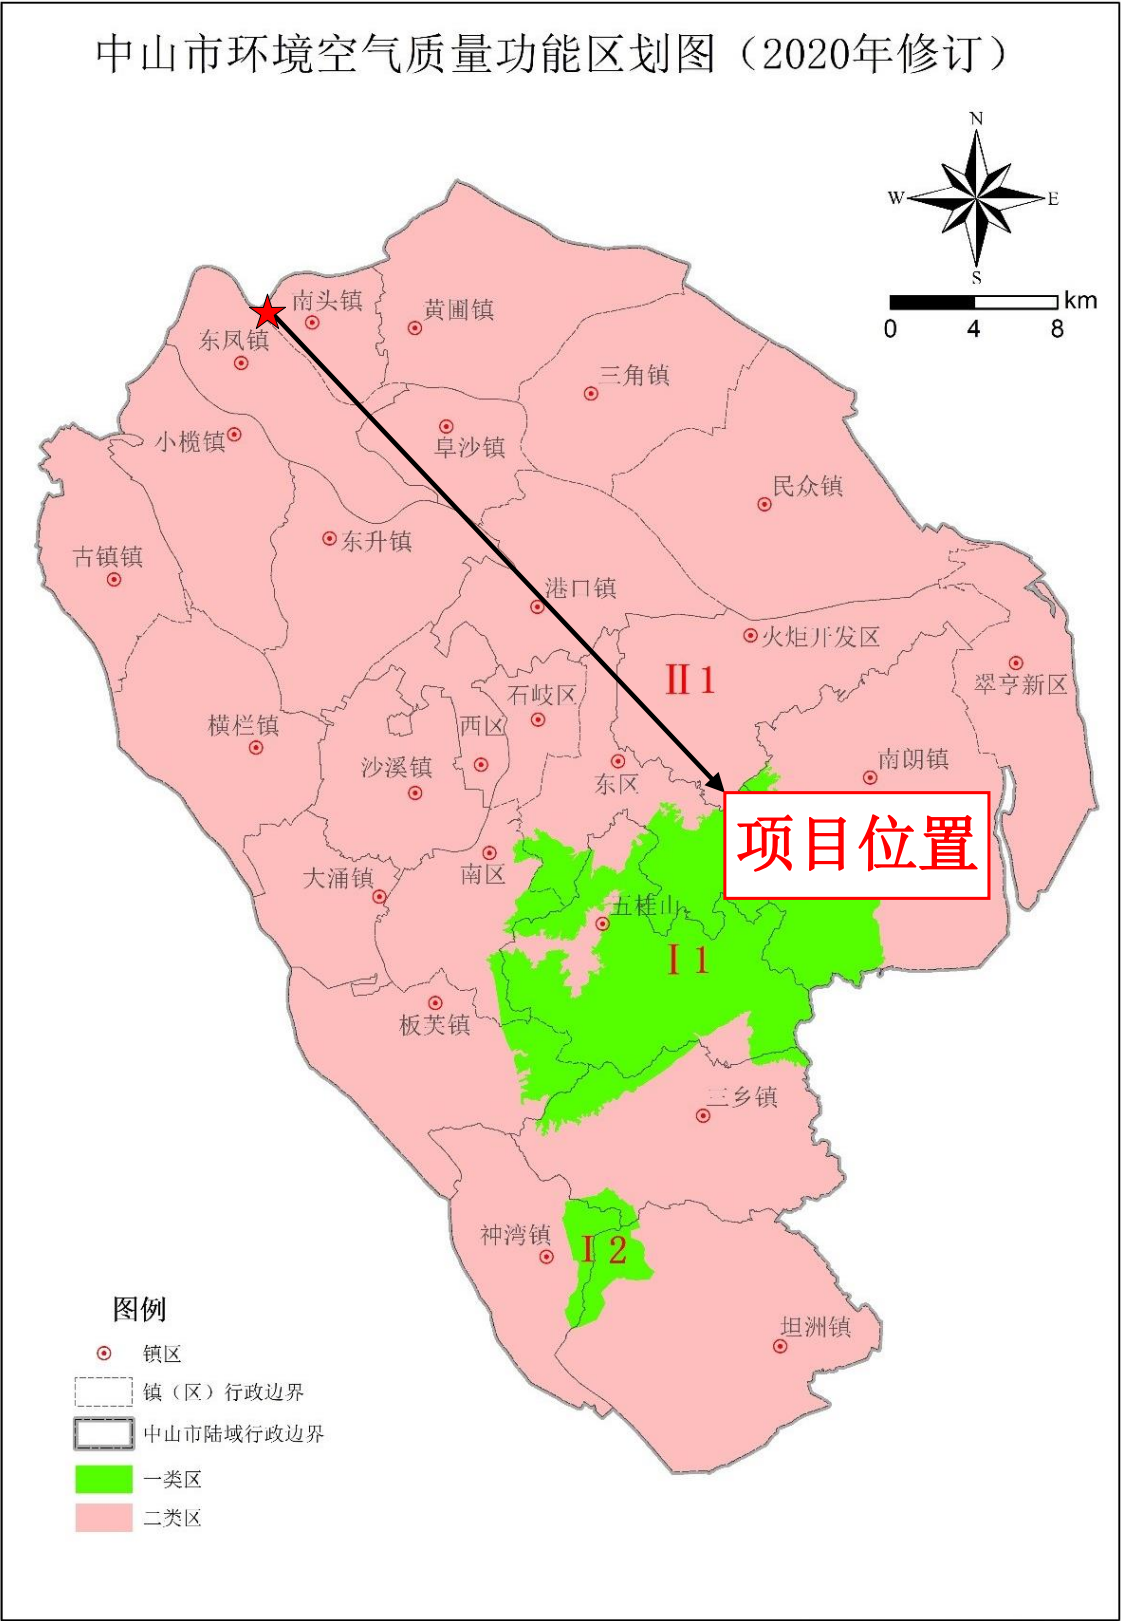 中山市环境空气质量功能区划图（2020年修订）
N
W
E
S
km
0
4
8
南头镇
黄圃镇
东凤镇
三角镇
小榄镇
阜沙镇
民众镇
东升镇
古镇镇
港口镇
火炬开发区
Ⅱ1
翠亨新区
石岐区
西区
横栏镇
沙溪镇
东区
南朗镇
项目位置
南区
大涌镇
五桂山
Ⅰ1
板芙镇
三乡镇
神湾镇
Ⅰ2
坦洲镇
图例
镇区
镇（区）行政边界
中山市陆域行政边界
一类区
二类区